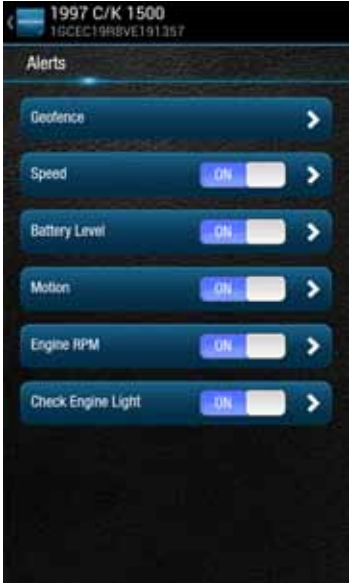 1997 C/K 1500
1GCEC19R8VE191357
Alerts
Geofence
Speed
ON
Battery Level
ON
Motion
ON
Engine RPM
ON
Check Engine Light
ON